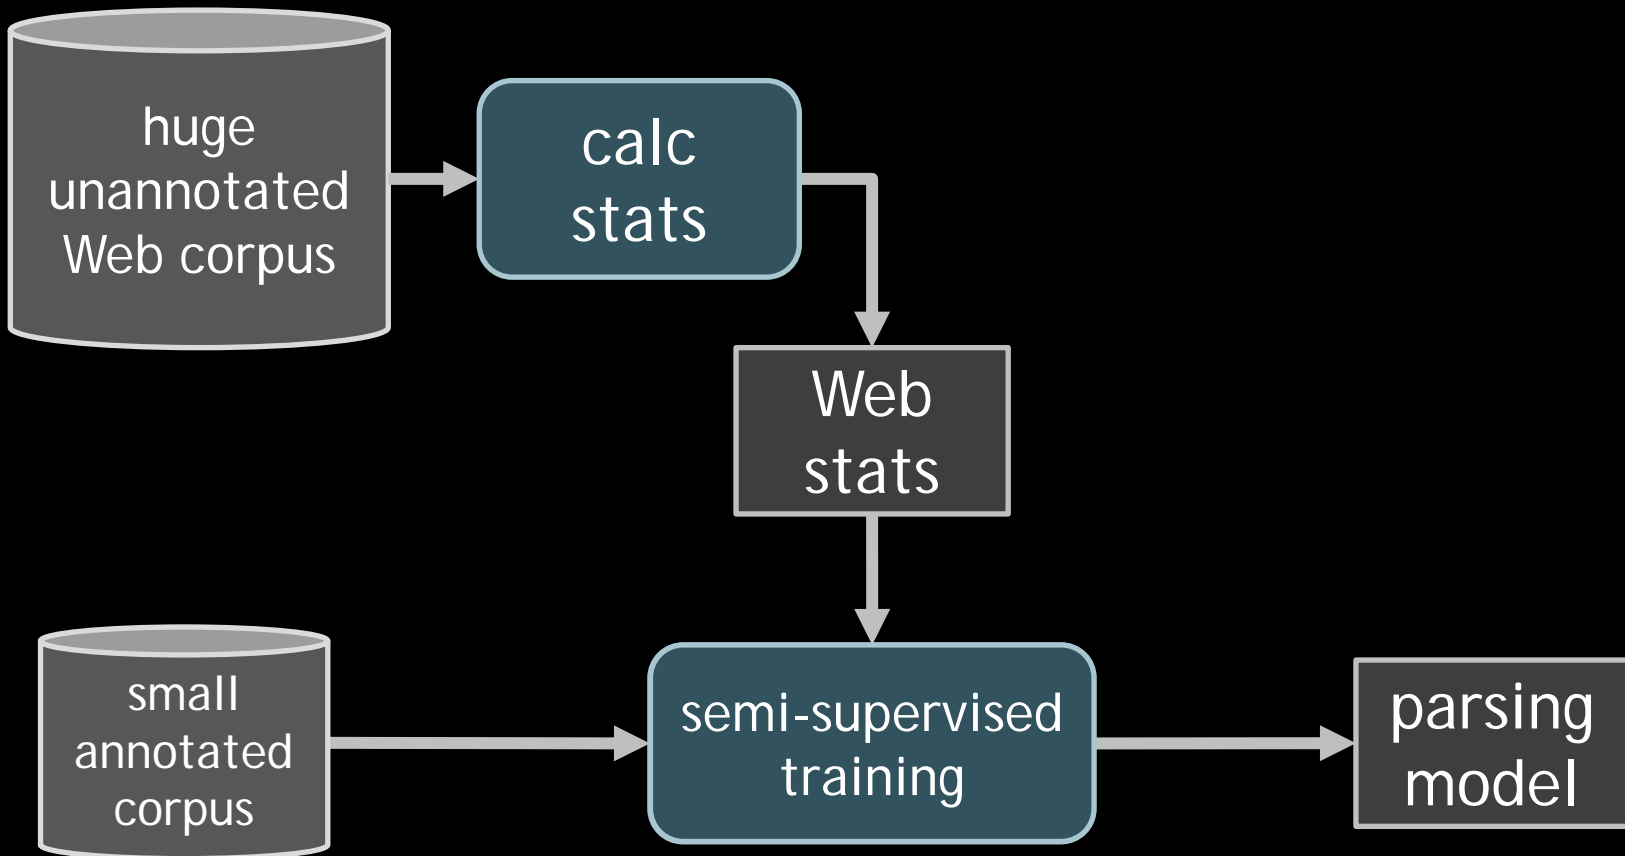 huge
unannotated
Web corpus
calc
stats
Web
stats
small
annotated
corpus
semi-supervised
training
parsing
model